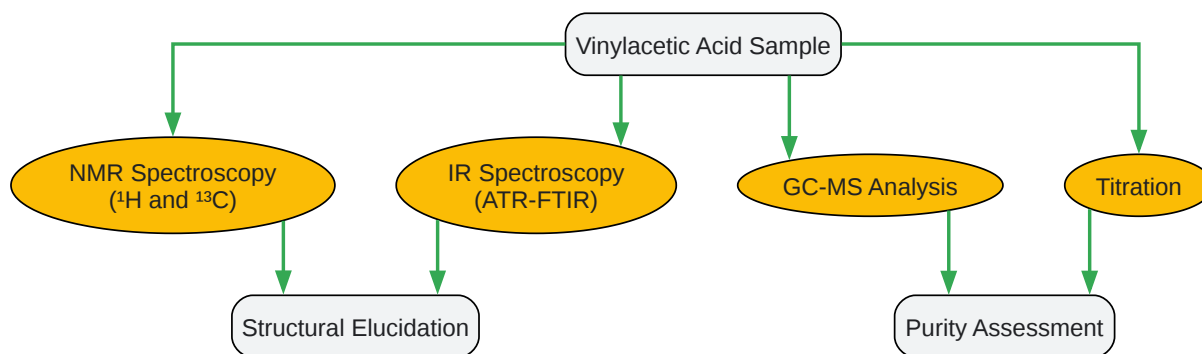 Vinylacetic Acid Sample
NMR Spectroscopy
(¹H and ¹³C)
IR Spectroscopy
(ATR-FTIR)
GC-MS Analysis
Titration
Structural Elucidation
Purity Assessment